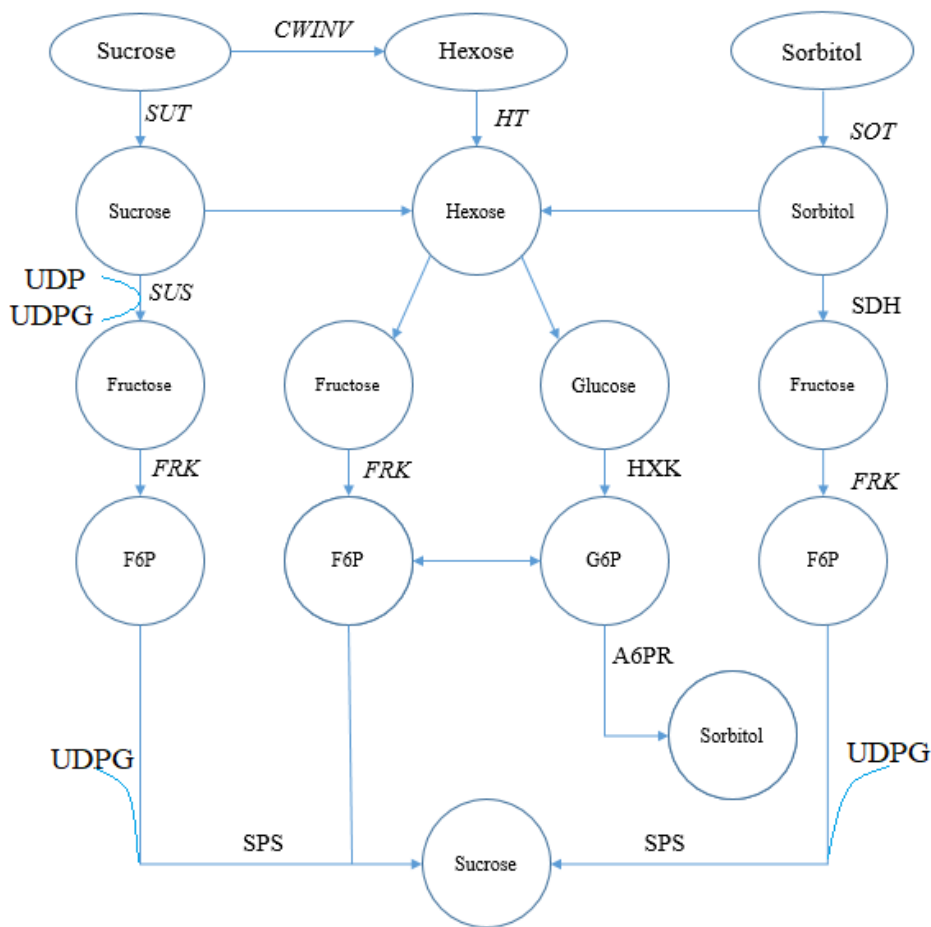 CWINV
Sucrose
Hexose
Sorbitol
SUT
HT
SOT
Sucrose
Hexose
Sorbitol
UDP
SUS
UDPG
SDH
Fructose
Fructose
Glucose
Fructose
FRK
FRK
HXK
FRK
F6P
F6P
G6P
F6P
A6PR
Sorbitol
UDPG
UDPG
SPS
SPS
Sucrose